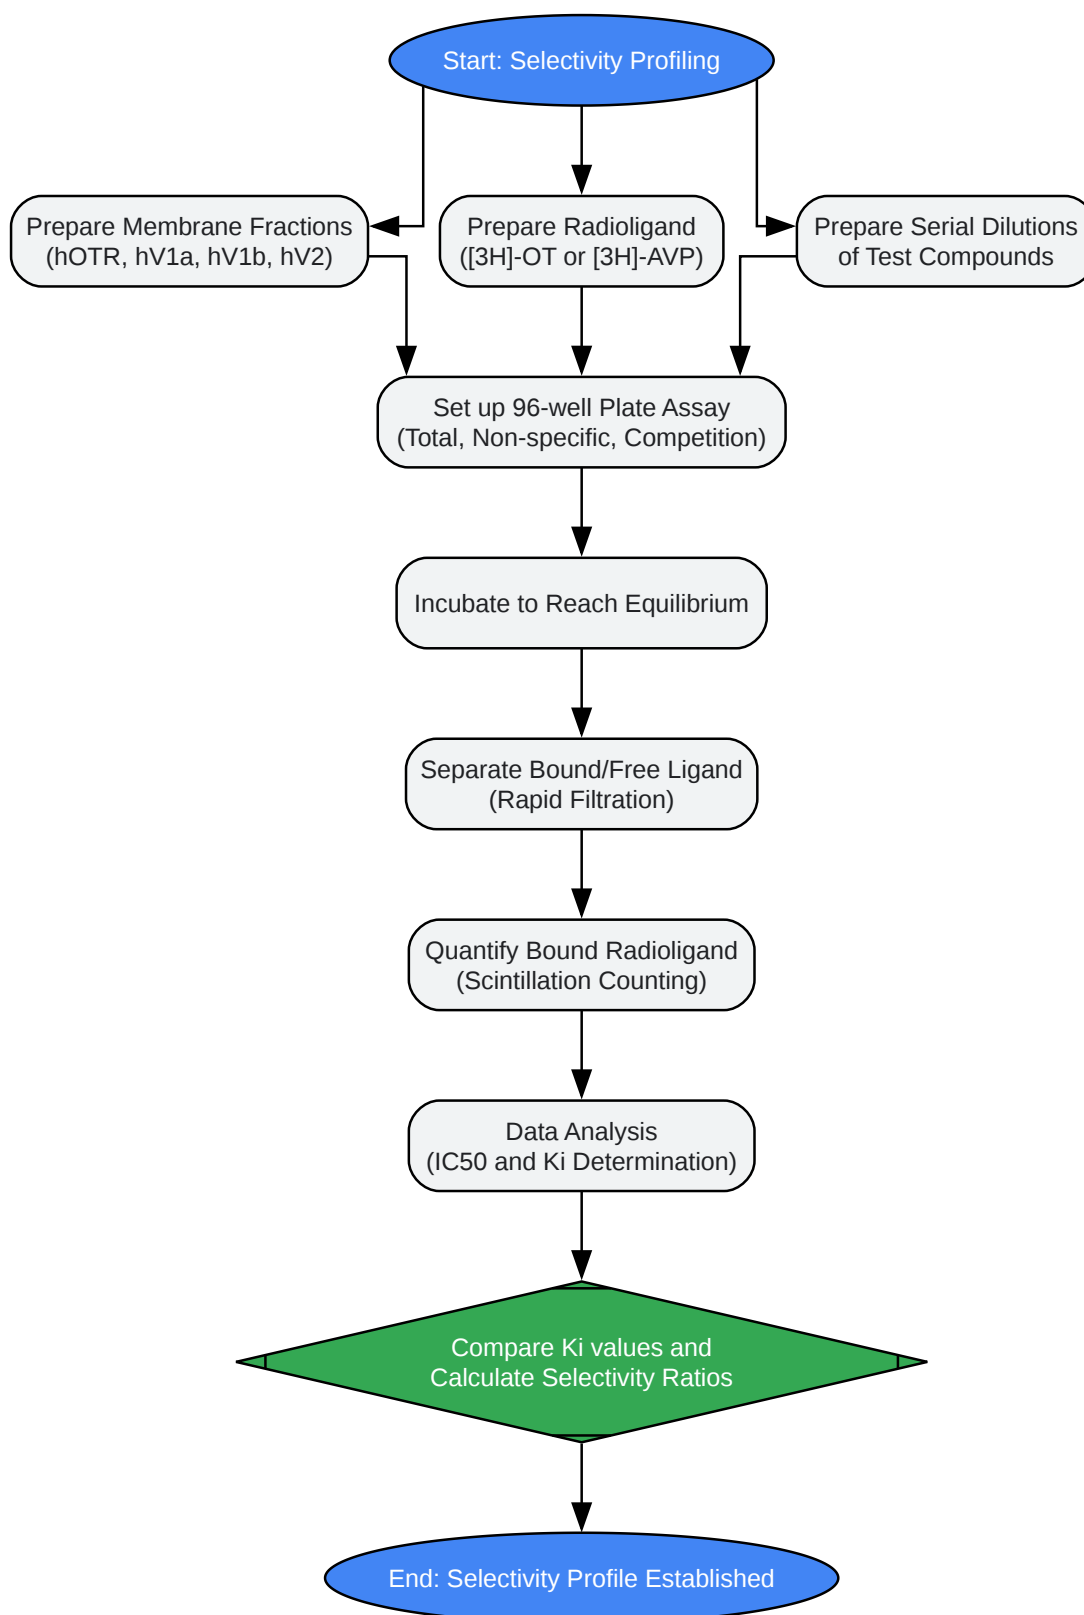 Start: Selectivity Profiling
Prepare Membrane Fractions
(hOTR, hV1a, hV1b, hV2)
Prepare Radioligand
([3H]-OT or [3H]-AVP)
Prepare Serial Dilutions
of Test Compounds
Set up 96-well Plate Assay
(Total, Non-specific, Competition)
Incubate to Reach Equilibrium
Separate Bound/Free Ligand
(Rapid Filtration)
Quantify Bound Radioligand
(Scintillation Counting)
Data Analysis
(IC50 and Ki Determination)
Compare Ki values and
Calculate Selectivity Ratios
End: Selectivity Profile Established